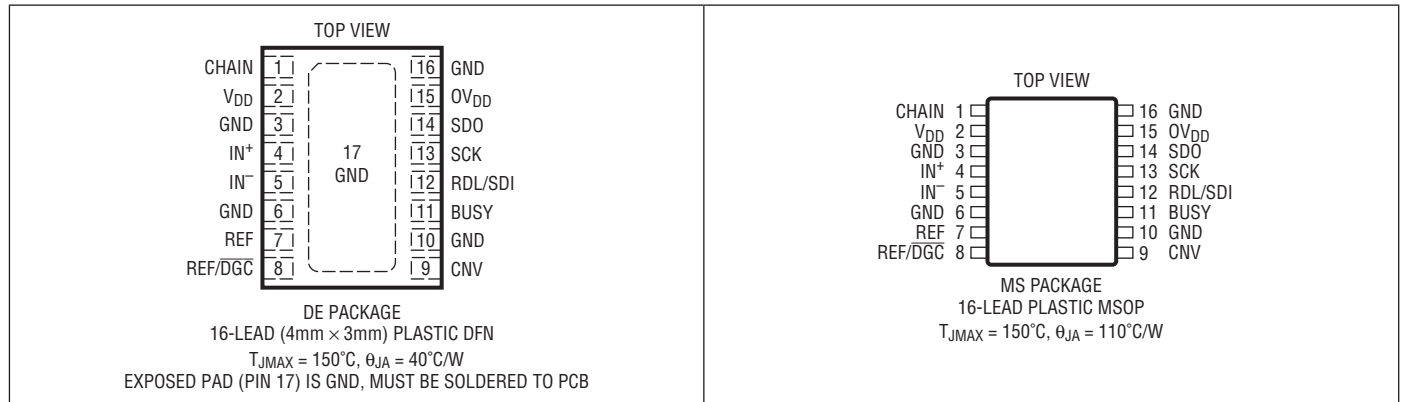 TOP VIEW
CHAIN 1 16 GND
VDD 2 15 OVDD
GND 3 14 SDO
IN+ 4 13 SCK
IN− 5 12 RDL/SDI
GND 6 11 BUSY
REF 7 10 GND
REF/DGC 8 9 CNV
17
GND
DE PACKAGE
16-LEAD (4mm × 3mm) PLASTIC DFN
TJMAX = 150°C, θJA = 40°C/W
EXPOSED PAD (PIN 17) IS GND, MUST BE SOLDERED TO PCB
TOP VIEW
CHAIN 1 16 GND
VDD 2 15 OVDD
GND 3 14 SDO
IN+ 4 13 SCK
IN− 5 12 RDL/SDI
GND 6 11 BUSY
REF 7 10 GND
REF/DGC 8 9 CNV
MS PACKAGE
16-LEAD PLASTIC MSOP
TJMAX = 150°C, θJA = 110°C/W